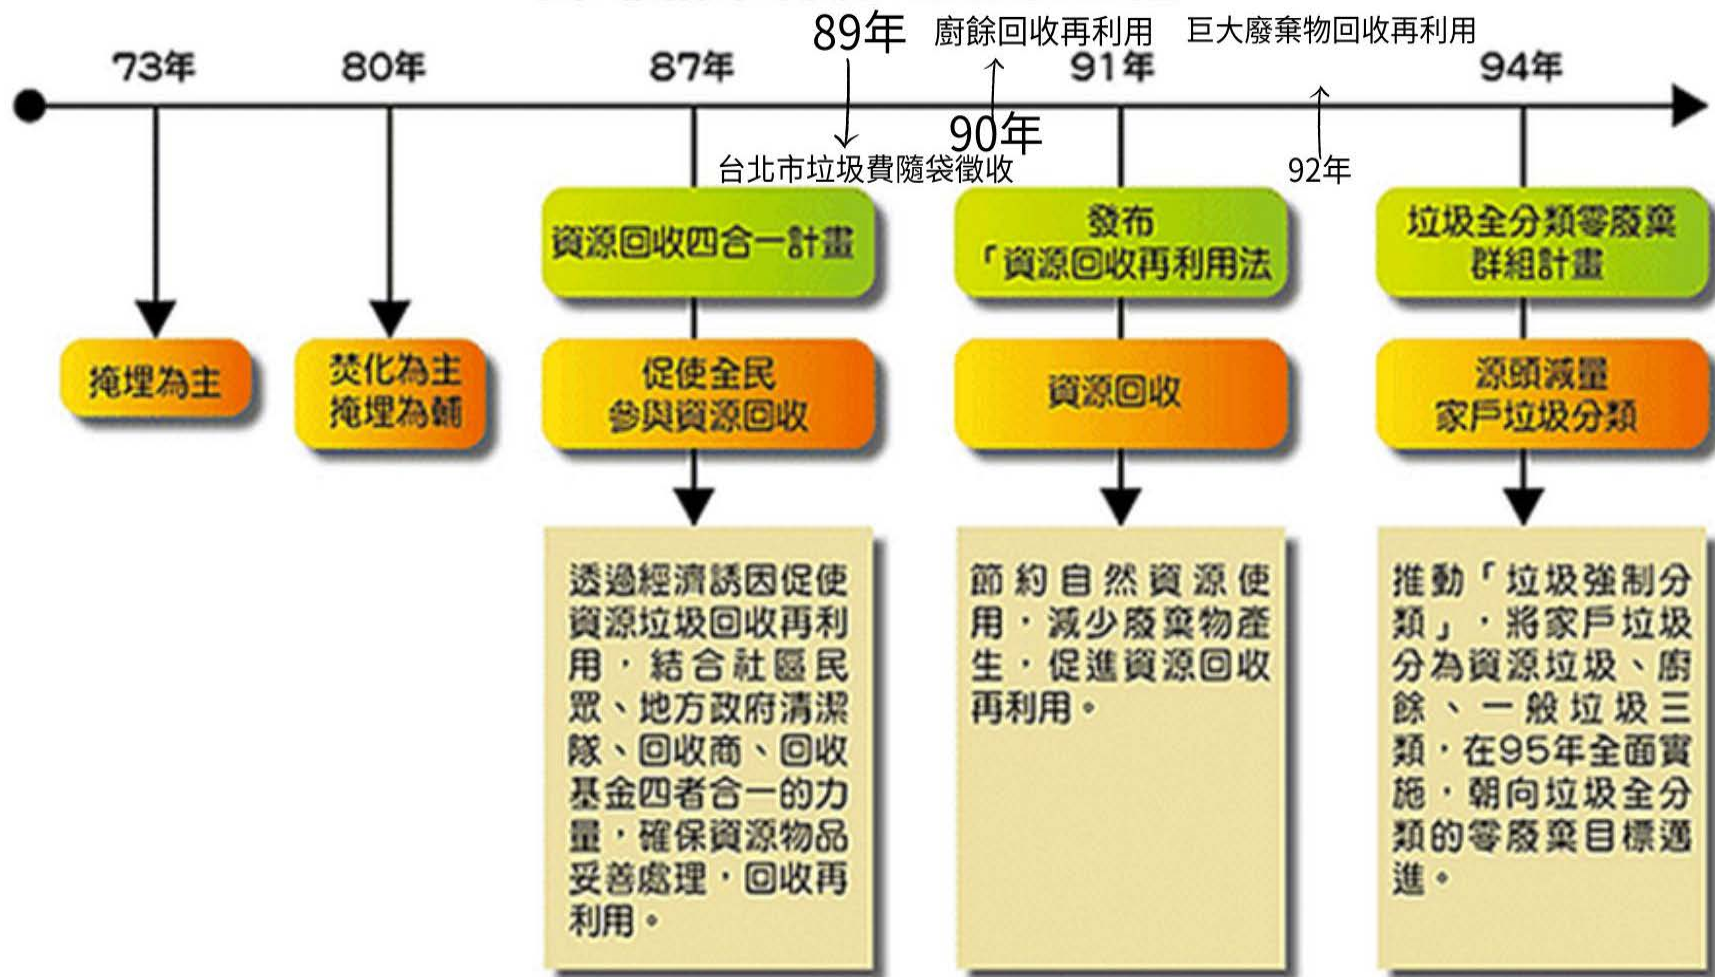 89年 廚餘回收再利用 巨大廢棄物回收再利用
73年 80年 87年 91年 94年
90年
台北市垃圾費隨袋徵收 92年
資源回收四合一計畫
發布
「資源回收再利用法
垃圾全分類零廢棄
群組計畫
掩埋為主
焚化為主
掩埋為輔
促使全民
參與資源回收
資源回收
源頭減量
家戶垃圾分類
透過經濟誘因促使
資源垃圾回收再利
用，結合社區民
眾、地方政府清潔
隊、回收商、回收
基金四者合一的力
量，確保資源物品
妥善處理，回收再
利用。
節約自然資源使
用，減少廢棄物產
生，促進資源回收
再利用。
推動「垃圾強制分
類」，將家戶垃圾
分為資源垃圾、廚
餘、一般垃圾三
類，在95年全面實
施，朝向垃圾全分
類的零廢棄目標邁
進。